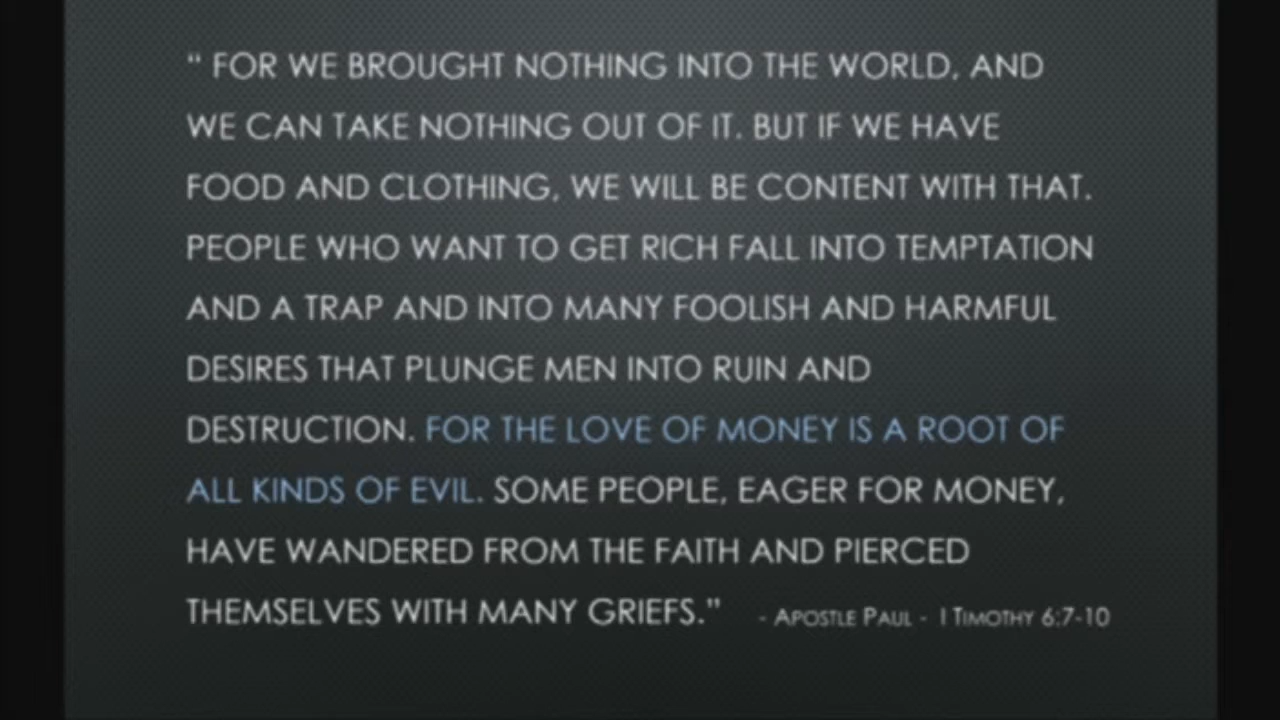 “ FOR WE BROUGHT NOTHING INTO THE WORLD, AND
WE CAN TAKE NOTHING OUT OF IT. BUT IF WE HAVE
FOOD AND CLOTHING, WE WILL BE CONTENT WITH THAT.
PEOPLE WHO WANT TO GET RICH FALL INTO TEMPTATION
AND A TRAP AND INTO MANY FOOLISH AND HARMFUL
DESIRES THAT PLUNGE MEN INTO RUIN AND
DESTRUCTION. FOR THE LOVE OF MONEY IS A ROOT OF
ALL KINDS OF EVIL. SOME PEOPLE, EAGER FOR MONEY,
HAVE WANDERED FROM THE FAITH AND PIERCED
THEMSELVES WITH MANY GRIEFS.” - APOSTLE PAUL - I TIMOTHY 6:7-10